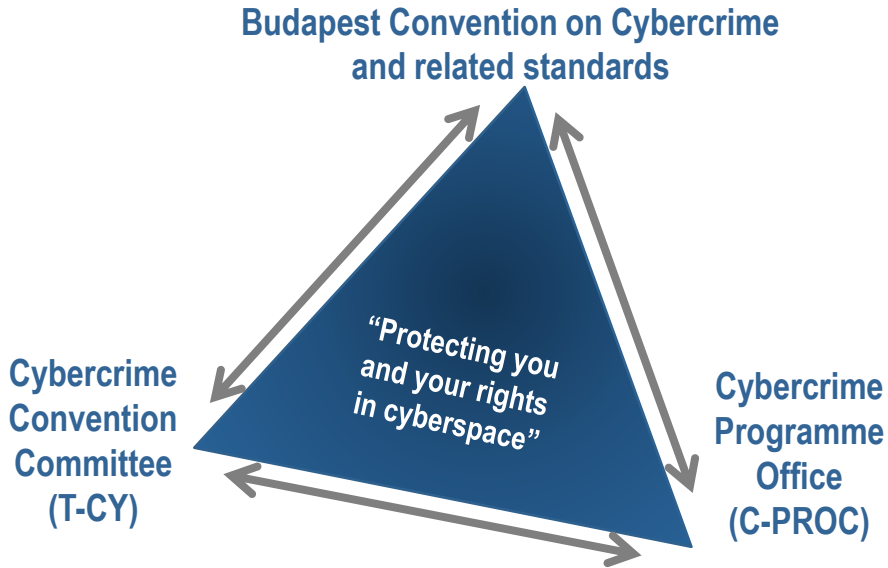 Budapest Convention on Cybercrime
and related standards
“Protecting you
and your rights
in cyberspace”
Cybercrime
Convention
Committee
(T-CY)
Cybercrime
Programme
Office
(C-PROC)